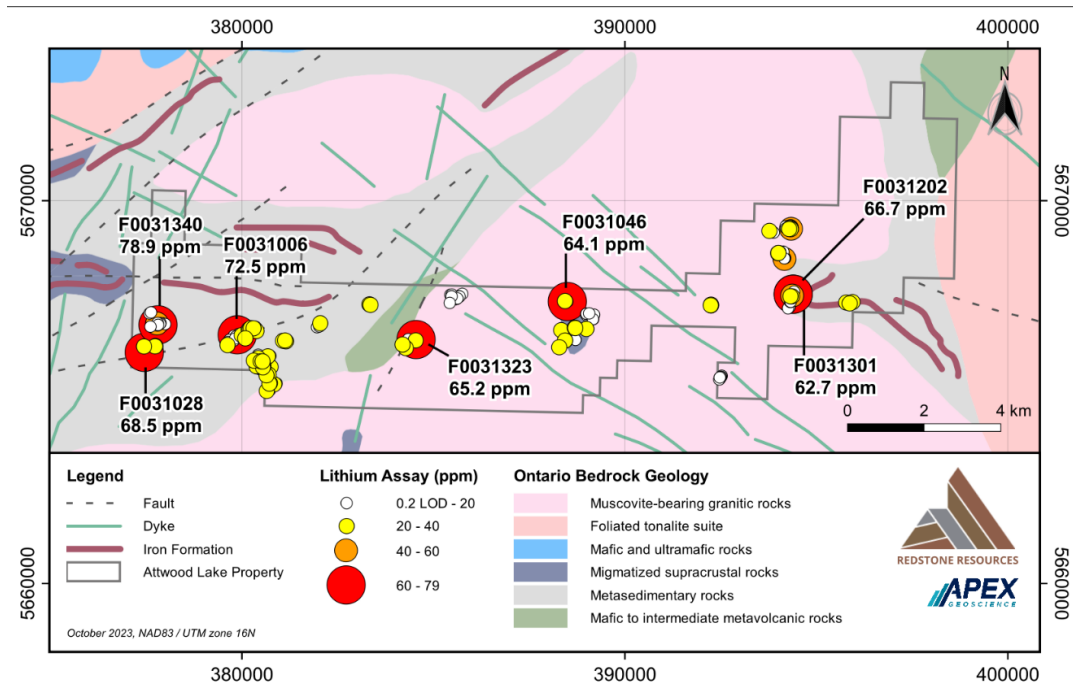 380000
390000
400000
N
5670000
5670000
F0031340
78.9 ppm
F0031006
72.5 ppm
F0031046
64.1 ppm
F0031202
66.7 ppm
F0031028
68.5 ppm
F0031323
65.2 ppm
F0031301
62.7 ppm
0 2 4 km
Legend
Fault
Dyke
Iron Formation
Attwood Lake Property
October 2023, NAD83 / UTM zone 16N
Lithium Assay (ppm)
0.2 LOD - 20
20 - 40
40 - 60
60 - 79
Ontario Bedrock Geology
Muscovite-bearing granitic rocks
Foliated tonalite suite
Mafic and ultramafic rocks
Migmatized supracrustal rocks
Metasedimentary rocks
Mafic to intermediate metavolcanic rocks
REDSTONE RESOURCES
APEX
GEOSCIENCE
5660000
5660000
380000
390000
400000